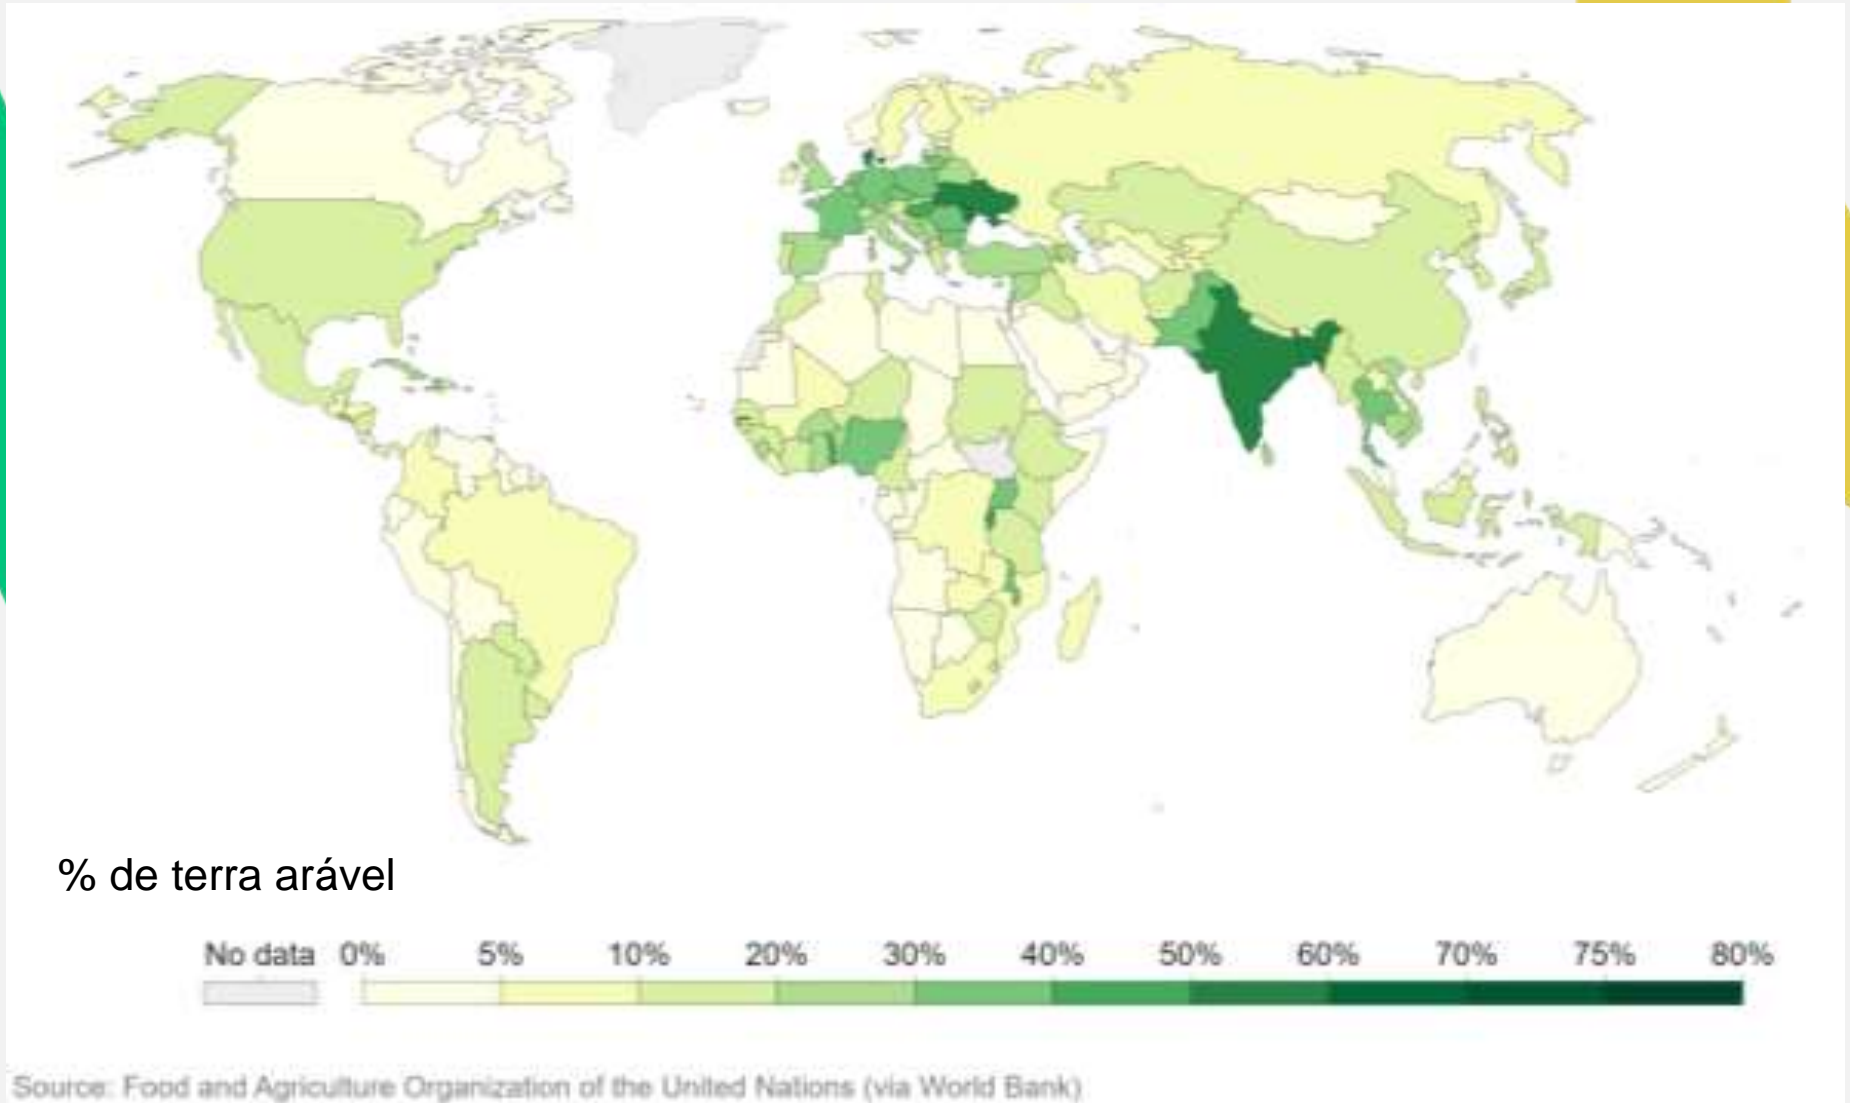 % de terra arável
No data 0% 5% 10% 20% 30% 40% 50% 60% 70% 75% 80%
Source: Food and Agriculture Organization of the United Nations (via World Bank)